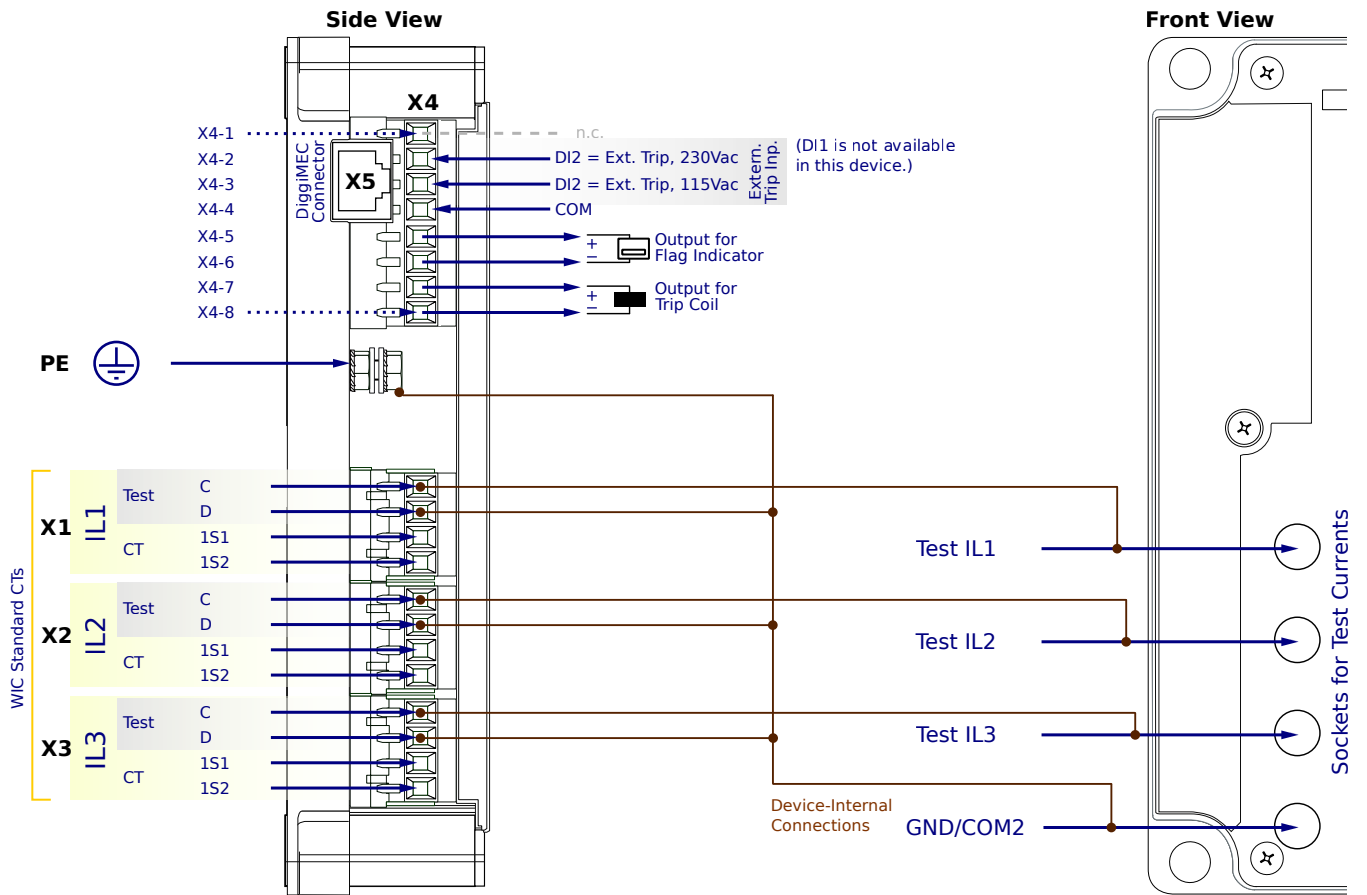 Side View
Front View
X4
X4-1
n.c.
X4-2
DI2 = Ext. Trip, 230Vac
X4-3
DI2 = Ext. Trip, 115Vac
X4-4
COM
Extern.
Trip Inp.
(DI1 is not available
in this device.)
DiggiMEC
Connector
X5
X4-5
X4-6
+
−
Output for
Flag Indicator
X4-7
X4-8
+
−
Output for
Trip Coil
PE
WIC Standard CTs
X1
IL1
Test
C
D
CT
1S1
1S2
X2
IL2
Test
C
D
CT
1S1
1S2
X3
IL3
Test
C
D
CT
1S1
1S2
Test IL1
Test IL2
Test IL3
Device-Internal
Connections
GND/COM2
Sockets for Test Currents